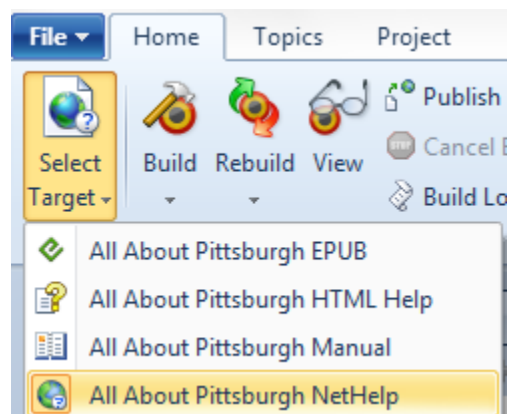 File Home Topics Project
Publish
Select Target Build Rebuild View
Cancel
Build
All About Pittsburgh EPUB
All About Pittsburgh HTML Help
All About Pittsburgh Manual
All About Pittsburgh NetHelp